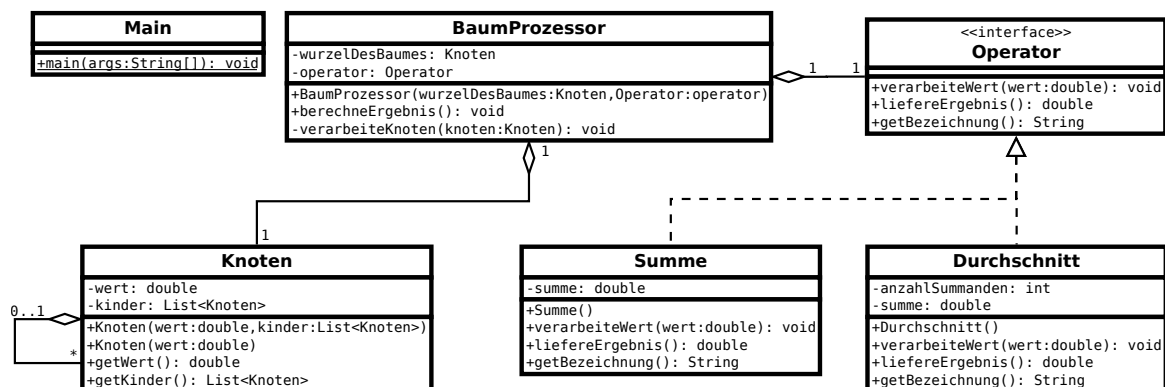 Main
+main(args:String[]): void
BaumProzessor
-wurzelDesBaumes: Knoten
-operator: Operator
+BaumProzessor(wurzelDesBaumes:Knoten,Operator:operator)
+berechneErgebnis(): void
-verarbeiteKnoten(knoten:Knoten): void
1
1
<<interface>>
Operator
+verarbeiteWert(wert:double): void
+liefereErgebnis(): double
+getBezeichnung(): String
1
1
Knoten
-wert: double
-kinder: List<Knoten>
+Knoten(wert:double,kinder:List<Knoten>)
+Knoten(wert:double)
+getWert(): double
+getKinder(): List<Knoten>
0..1
*
Summe
-summe: double
+Summe()
+verarbeiteWert(wert:double): void
+liefereErgebnis(): double
+getBezeichnung(): String
Durchschnitt
-anzahlSummanden: int
-summe: double
+Durchschnitt()
+verarbeiteWert(wert:double): void
+liefereErgebnis(): double
+getBezeichnung(): String